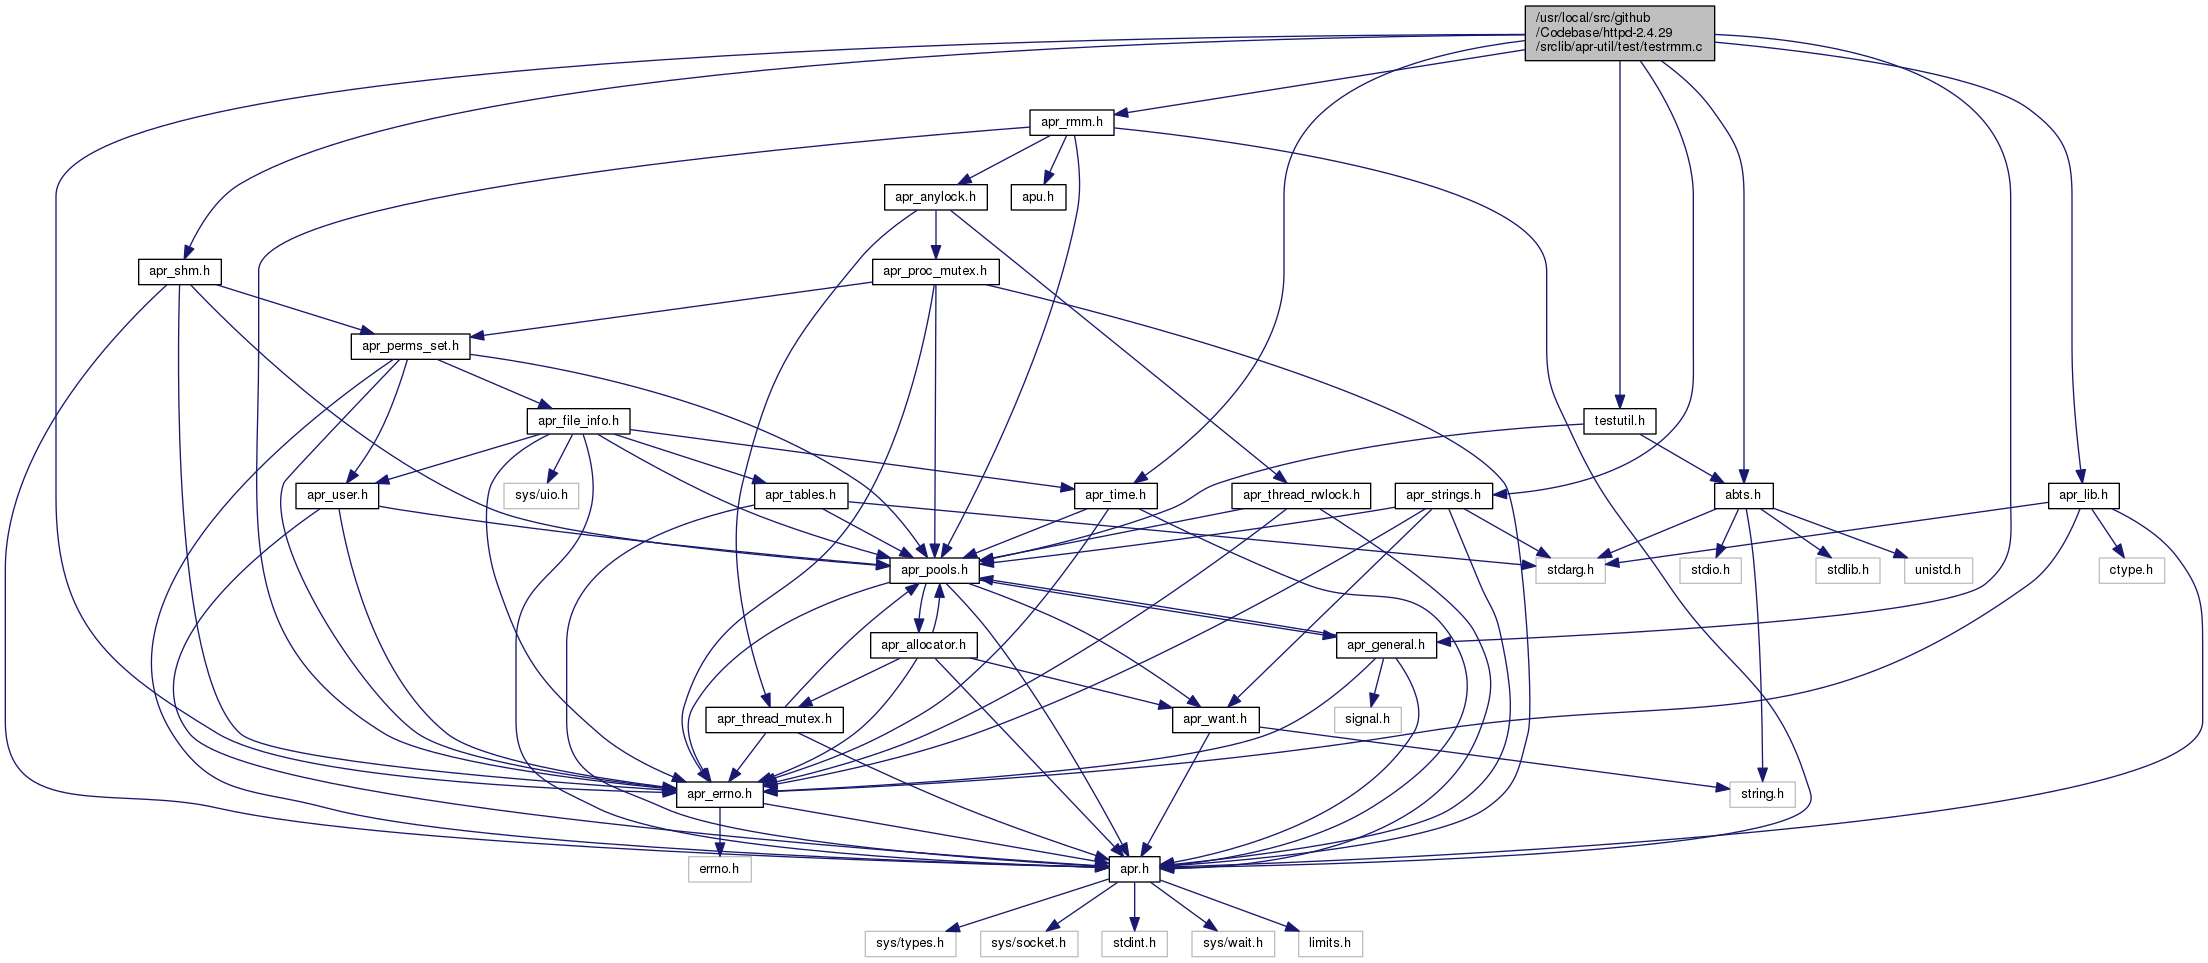 /usr/local/src/github
/Codebase/httpd-2.4.29
/srclib/apr-util/test/testrmm.c
apr_rmm.h
apr_anylock.h
apu.h
apr_shm.h
apr_proc_mutex.h
apr_perms_set.h
apr_file_info.h
testutil.h
apr_user.h
sys/uio.h
apr_tables.h
apr_time.h
apr_thread_rwlock.h
apr_strings.h
abts.h
apr_lib.h
apr_pools.h
stdarg.h
stdio.h
stdlib.h
unistd.h
ctype.h
apr_allocator.h
apr_general.h
apr_thread_mutex.h
apr_want.h
signal.h
apr_errno.h
string.h
errno.h
apr.h
sys/types.h
sys/socket.h
stdint.h
sys/wait.h
limits.h